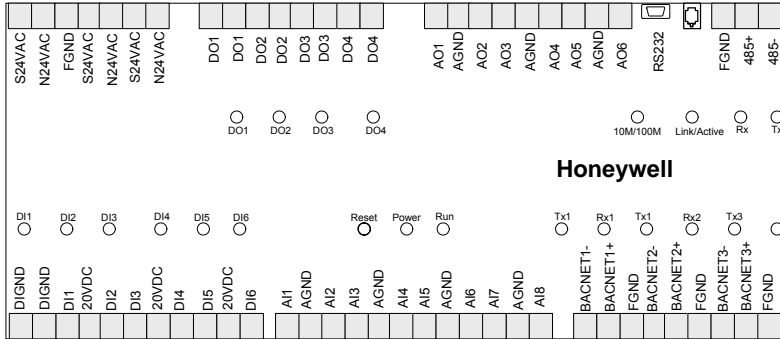 S24VAC N24VAC FGND S24VAC N24VAC S24VAC N24VAC
DO1 DO1 DO2 DO2 DO3 DO3 DO4 DO4
AO1 AGND AO2 AO3 AGND AO4 AO5 AGND AO6
RS232
FGND 485+ 485-
DO1 DO2 DO3 DO4
10M/100M Link/Active Rx
Honeywell
DI1 DI2 DI3 DI4 DI5 DI6
Reset Power Run
Tx1 Rx1 Tx1 Rx2 Tx3
DIGND DIGND DI1 20VDC DI2 DI3 20VDC DI4 DI5 20VDC DI6
AI1 AGND AI2 AI3 AGND AI4 AI5 AGND AI6 AI7 AGND AI8
BACNET1- BACNET1+ FGND BACNET2- BACNET2+ FGND BACNET3- BACNET3+ FGND